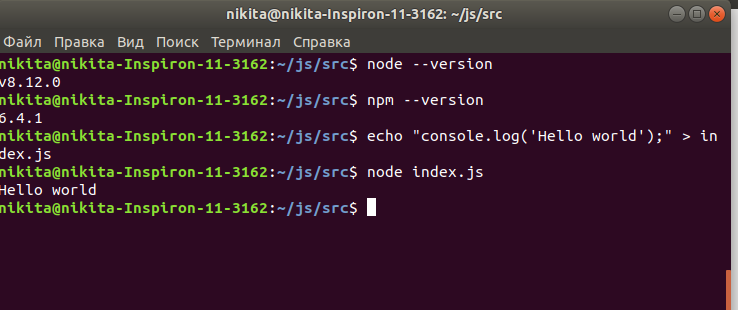 nikita@nikita-Inspiron-11-3162: ~/js/src
Файл Правка Вид Поиск Терминал Справка
nikita@nikita-Inspiron-11-3162:~/js/src$ node --version
v8.12.0
nikita@nikita-Inspiron-11-3162:~/js/src$ npm --version
6.4.1
nikita@nikita-Inspiron-11-3162:~/js/src$ echo "console.log('Hello world');" > in
dex.js
nikita@nikita-Inspiron-11-3162:~/js/src$ node index.js
Hello world
nikita@nikita-Inspiron-11-3162:~/js/src$